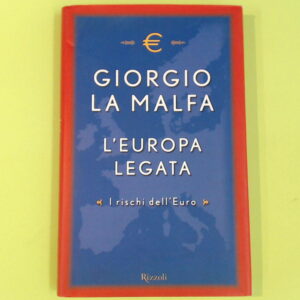 €
GIORGIO
LA MALFA
L'EUROPA
LEGATA
I rischi dell'Euro
Rizzoli